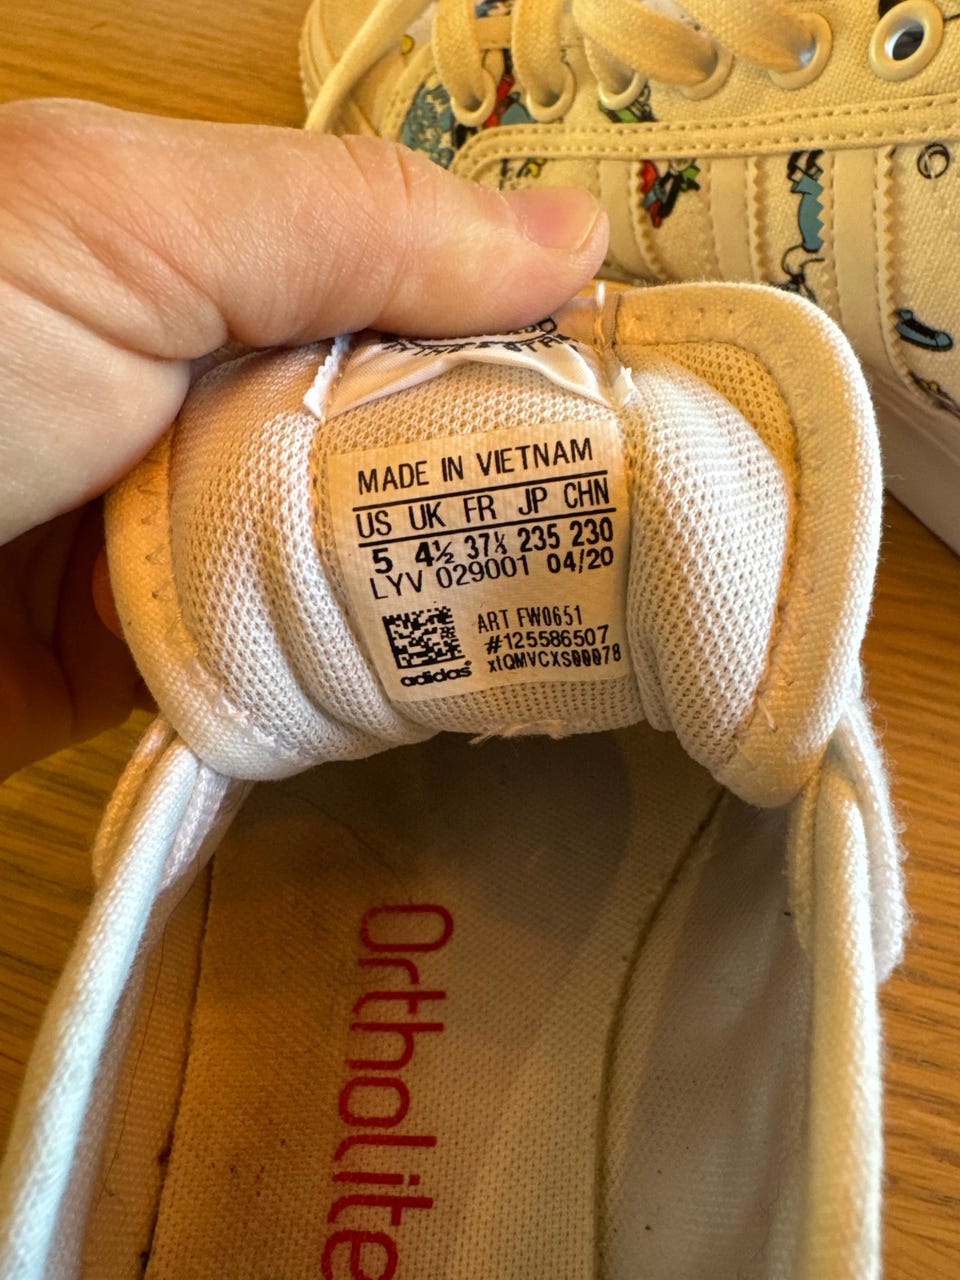 MADE IN VIETNAM
US UK FR JP CHN
5 4½ 37⅓ 235 230
LYV 029001 04/20
ART FW0651
#125586507
xtQMVCXS00078
adidas
Ortholite